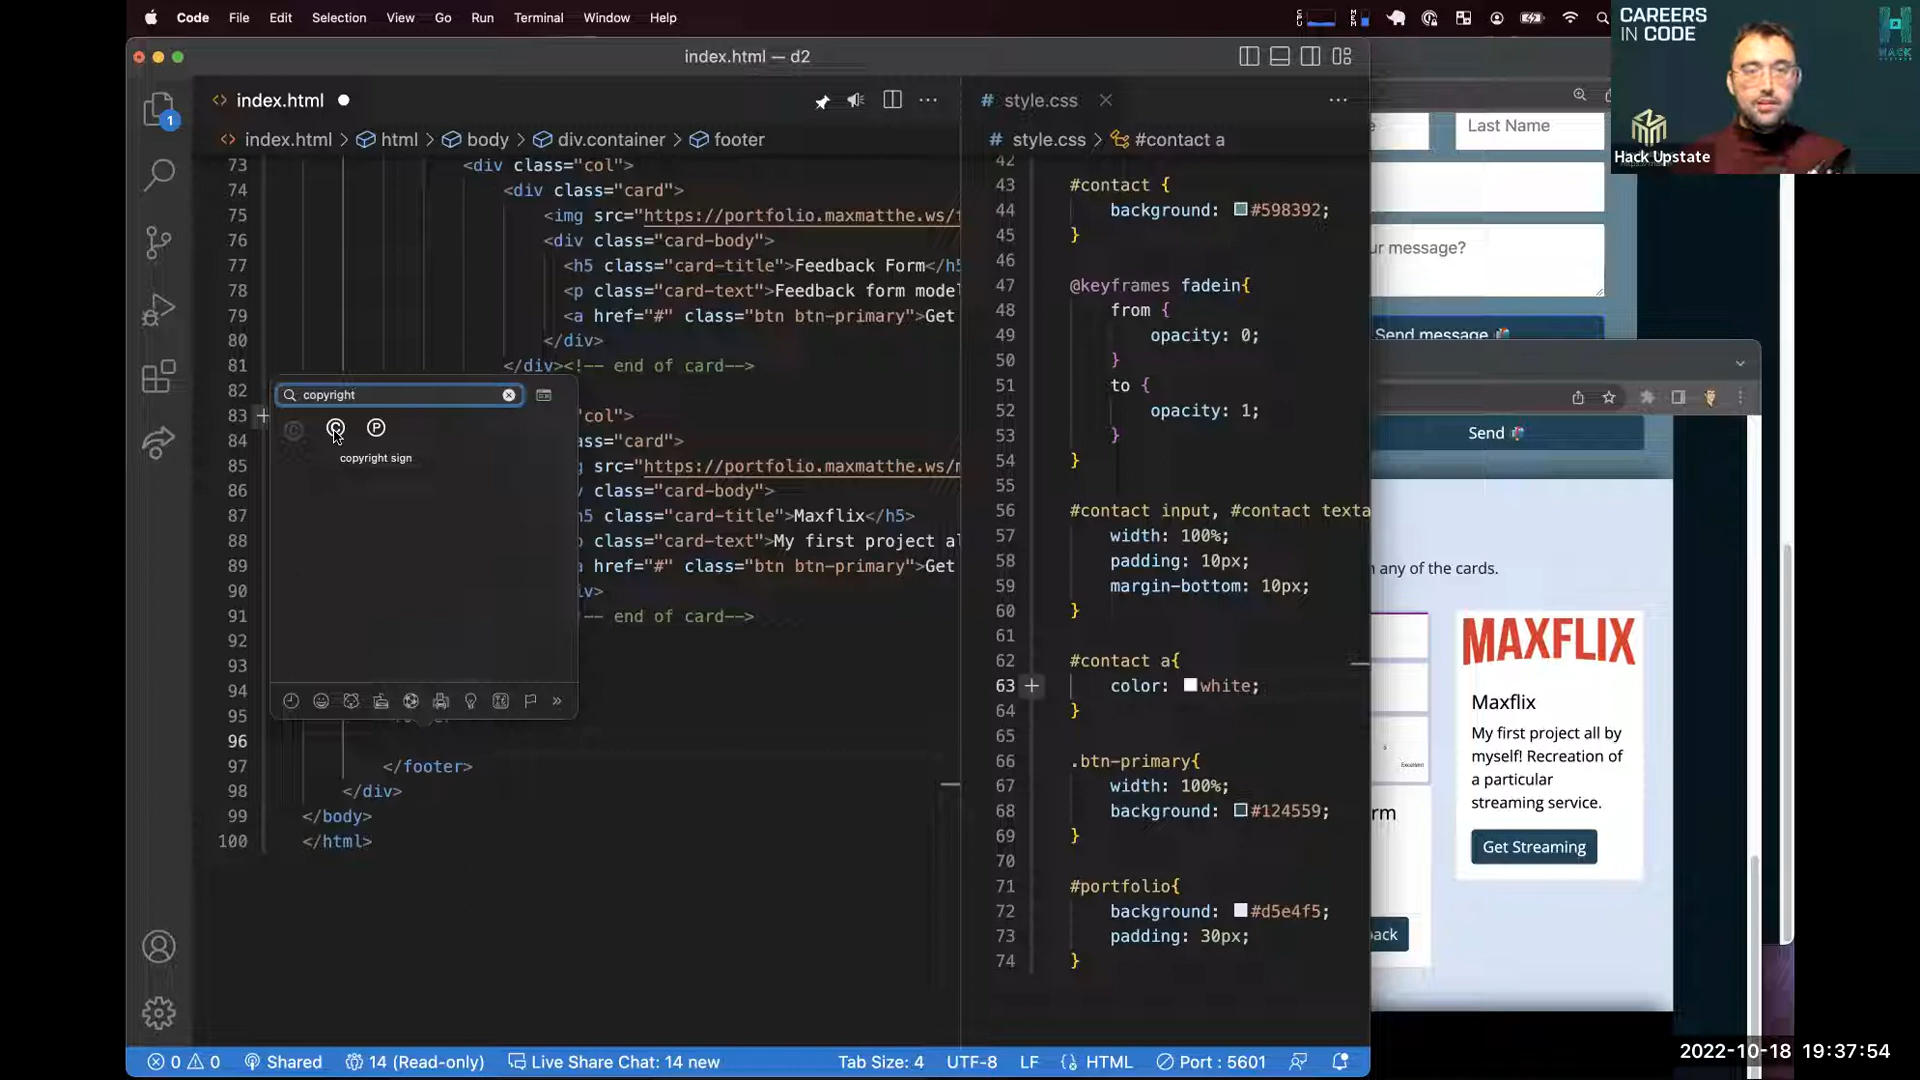 Code File Edit Selection View Go Run Terminal Window Help
CAREERS
IN CODE
HACK
Hack Upstate
index.html — d2
index.html
index.html > html > body > div.container > footer
73 <div class="col">
74 <div class="card">
75 <img src="https://portfolio.maxmatthe.ws/
76 <div class="card-body">
77 <h5 class="card-title">Feedback Form</h5
78 <p class="card-text">Feedback form model
79 <a href="#" class="btn btn-primary">Get
80 </div>
81 </div><!-- end of card-->
82
83 "col">
84 ass="card">
85 src="https://portfolio.maxmatthe.ws/
86 class="card-body">
87 h5 class="card-title">Maxflix</h5>
88 class="card-text">My first project al
89 href="#" class="btn btn-primary">Get
90 iv>
91 -- end of card-->
92
93
94
95
96
97 </footer>
98 </div>
99 </body>
100 </html>
copyright
copyright sign
style.css
style.css > #contact a
42
43 #contact {
44 background: #598392;
45 }
46
47 @keyframes fadein{
48 from {
49 opacity: 0;
50 }
51 to {
52 opacity: 1;
53 }
54 }
55
56 #contact input, #contact texta
57 width: 100%;
58 padding: 10px;
59 margin-bottom: 10px;
60 }
61
62 #contact a{
63 color: white;
64 }
65
66 .btn-primary{
67 width: 100%;
68 background: #124559;
69 }
70
71 #portfolio{
72 background: #d5e4f5;
73 padding: 30px;
74 }
Last Name
ur message?
Send message
Send
any of the cards.
MAXFLIX
Maxflix
My first project all by
myself! Recreation of
a particular
streaming service.
Get Streaming
rm
ack
1
0 0 Shared 14 (Read-only) Live Share Chat: 14 new Tab Size: 4 UTF-8 LF HTML Port : 5601
2022-10-18 19:37:54